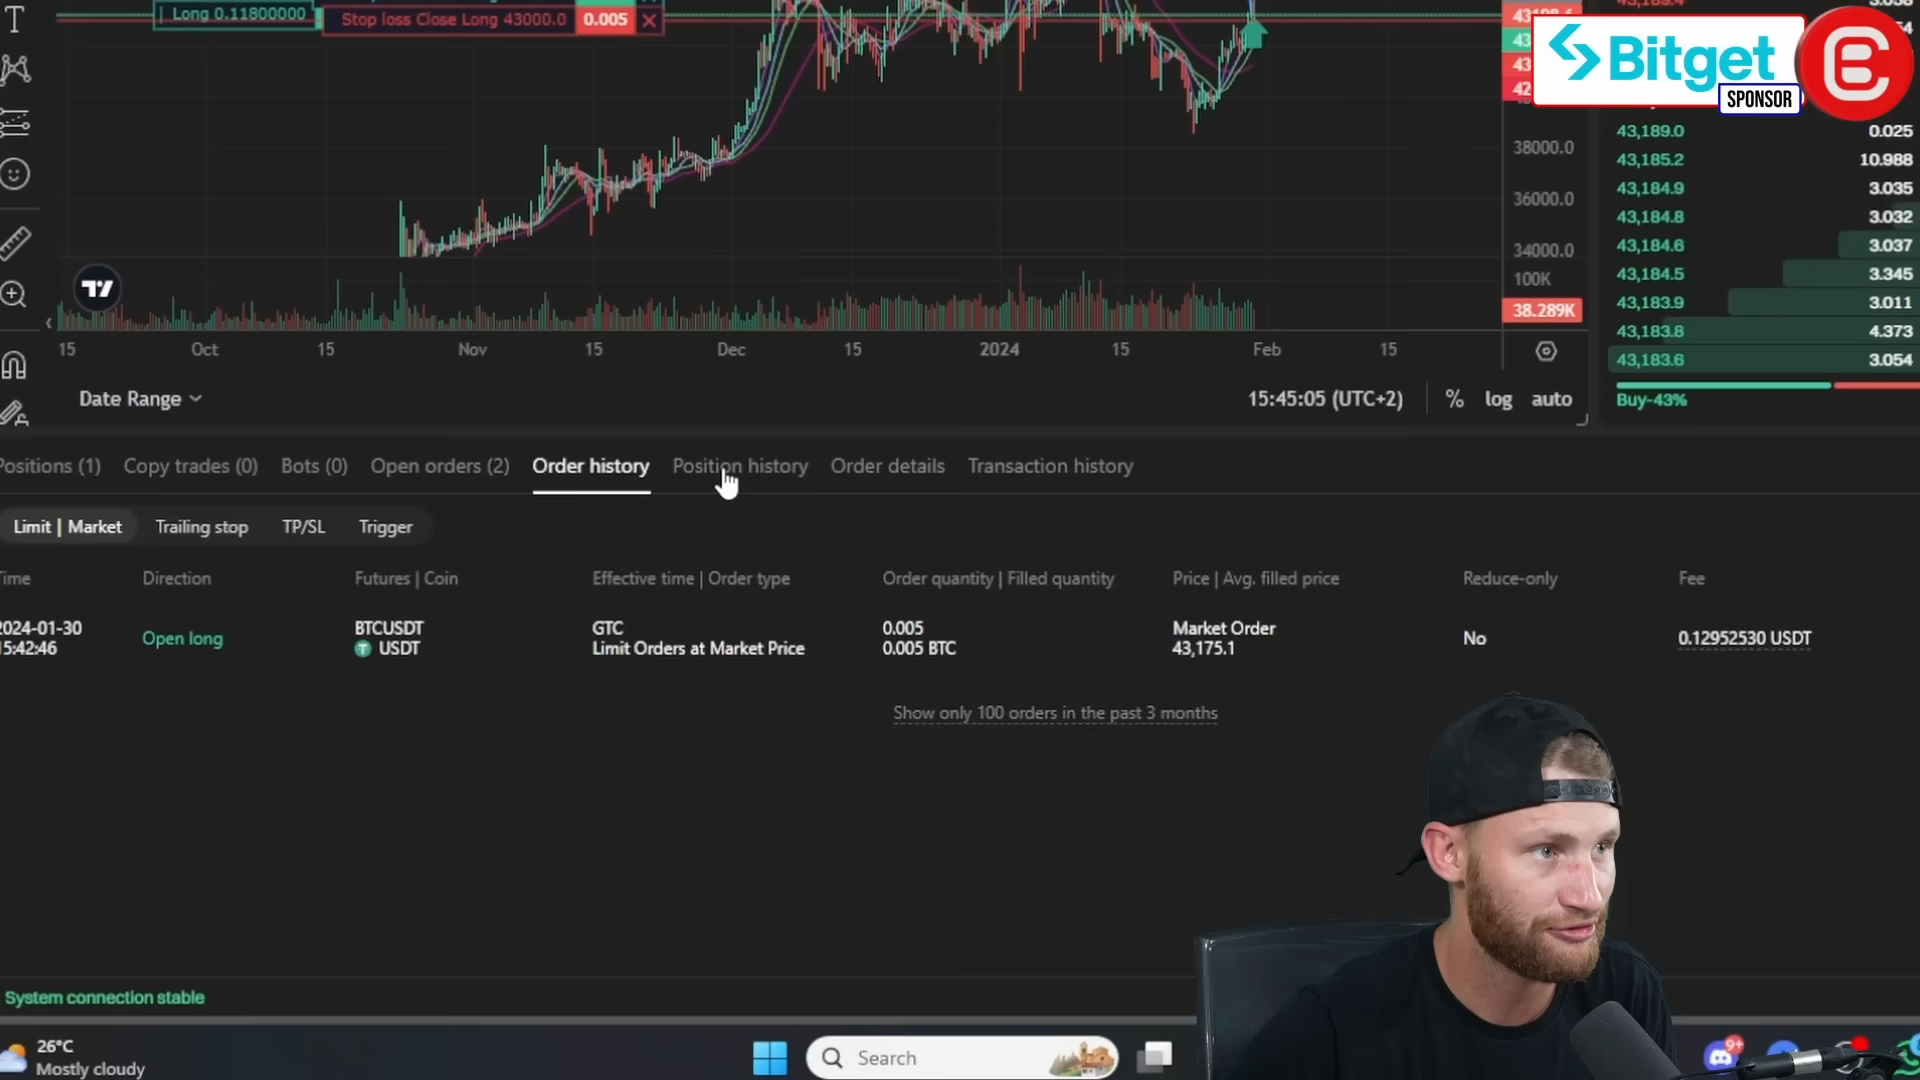 Long 0.11800000
Stop loss Close Long 43000.0 0.005
Bitget
SPONSOR
43,189.0 0.025
43,185.2 10.988
43,184.9 3.035
43,184.8 3.032
43,184.6 3.037
43,184.5 3.345
43,183.9 3.011
43,183.8 4.373
43,183.6 3.054
Buy-43%
38000.0
36000.0
34000.0
100K
38.289K
15 Oct 15 Nov 15 Dec 15 2024 15 Feb 15
Date Range
15:45:05 (UTC+2) % log auto
Positions (1) Copy trades (0) Bots (0) Open orders (2) Order history Position history Order details Transaction history
Limit | Market Trailing stop TP/SL Trigger
Time Direction Futures | Coin Effective time | Order type Order quantity | Filled quantity Price | Avg. filled price Reduce-only Fee
2024-01-30 15:42:46 Open long BTCUSDT USDT GTC Limit Orders at Market Price 0.005 0.005 BTC Market Order 43,175.1 No 0.12952530 USDT
Show only 100 orders in the past 3 months
System connection stable
26°C
Mostly cloudy
Search
9+